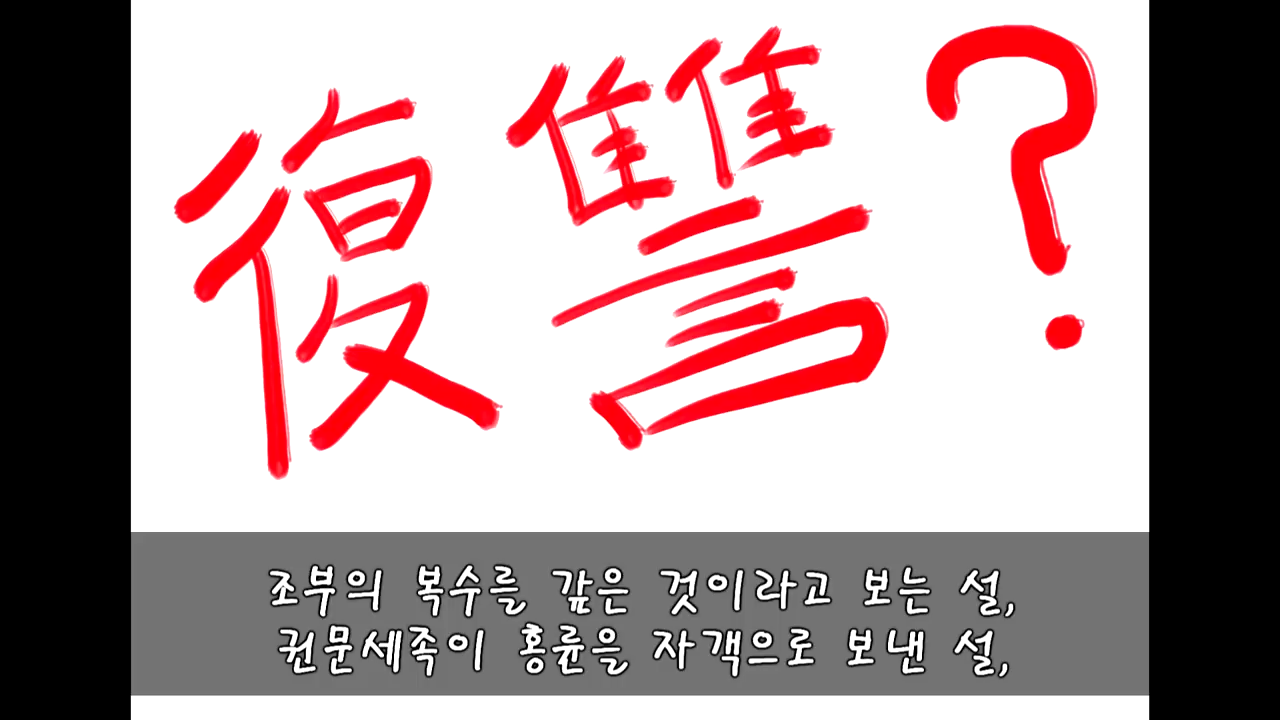 復讐?
조부의 복수를 갚은 것이라고 보는 설,
권문세족이 홍륜을 자객으로 보낸 설,